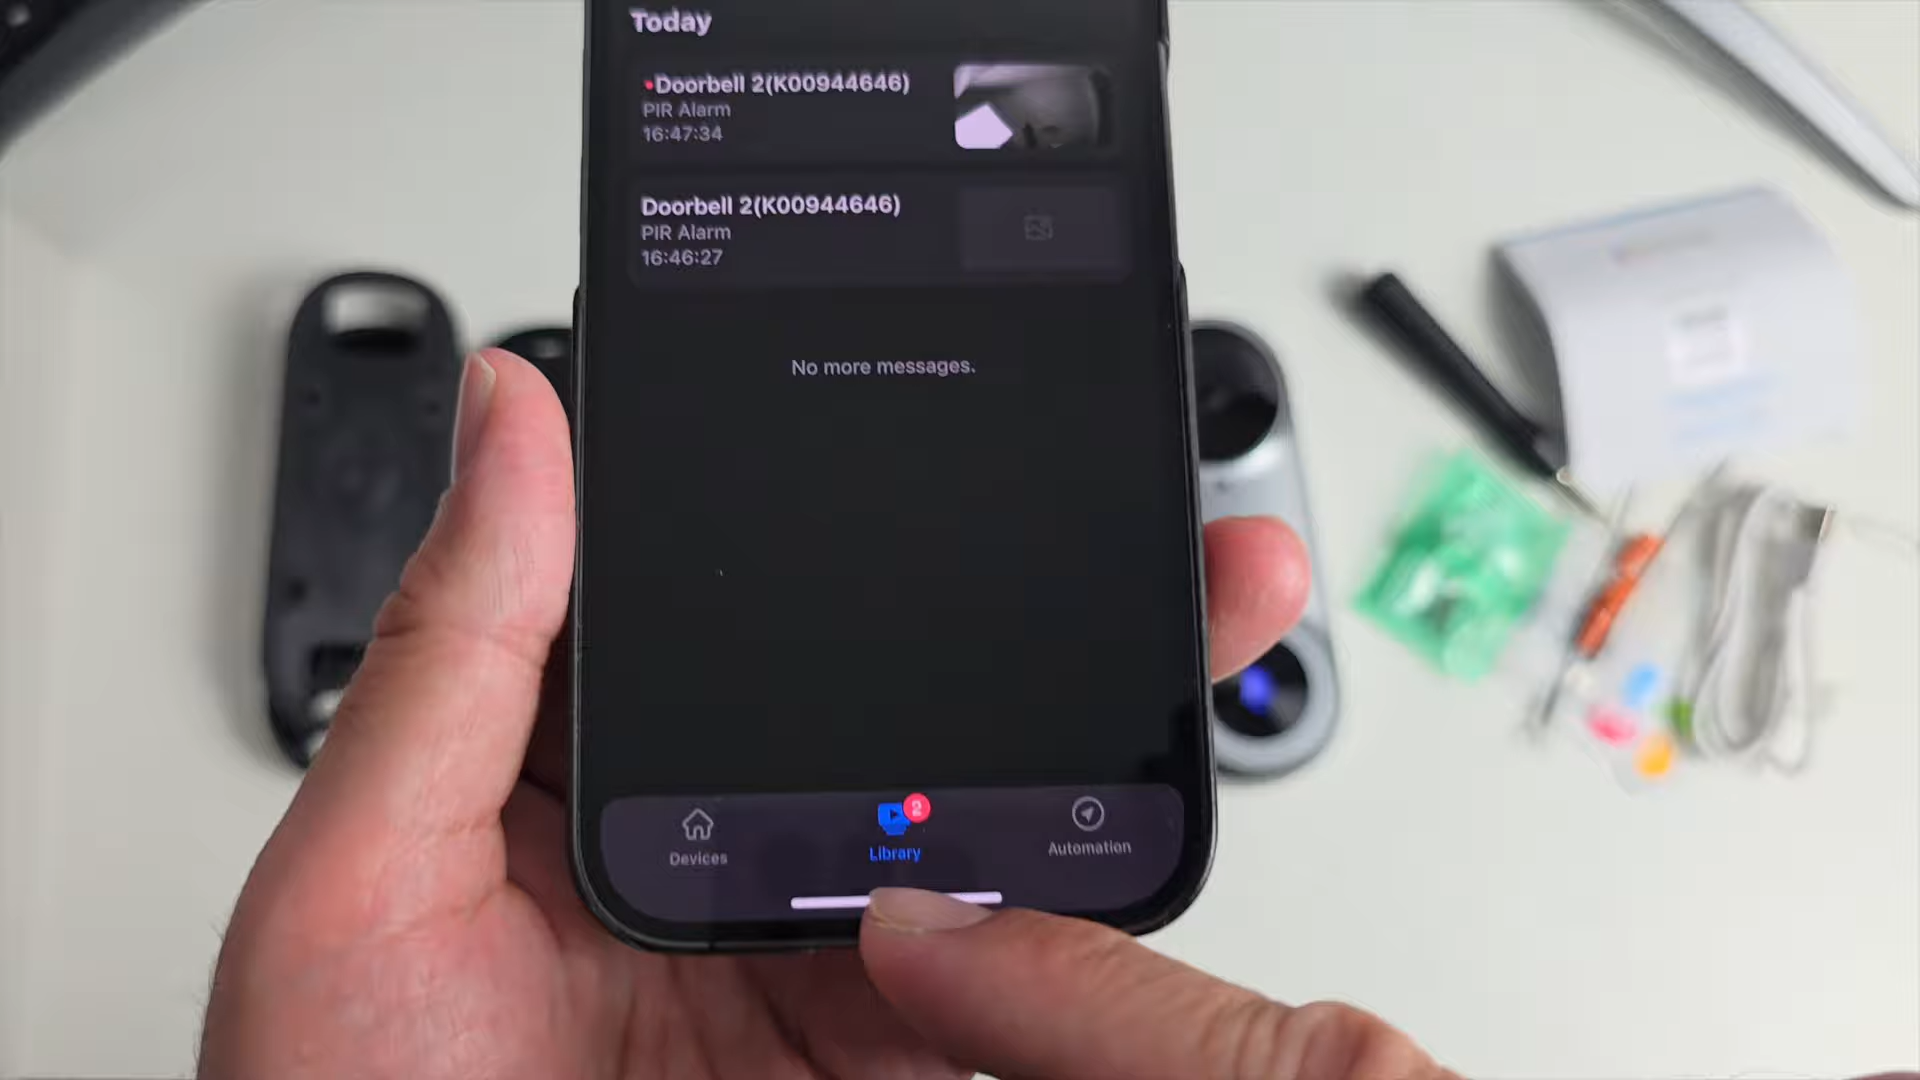 Today
Doorbell 2(K00944646)
PIR Alarm
16:47:34
Doorbell 2(K00944646)
PIR Alarm
16:46:27
No more messages.
2
Devices
Library
Automation